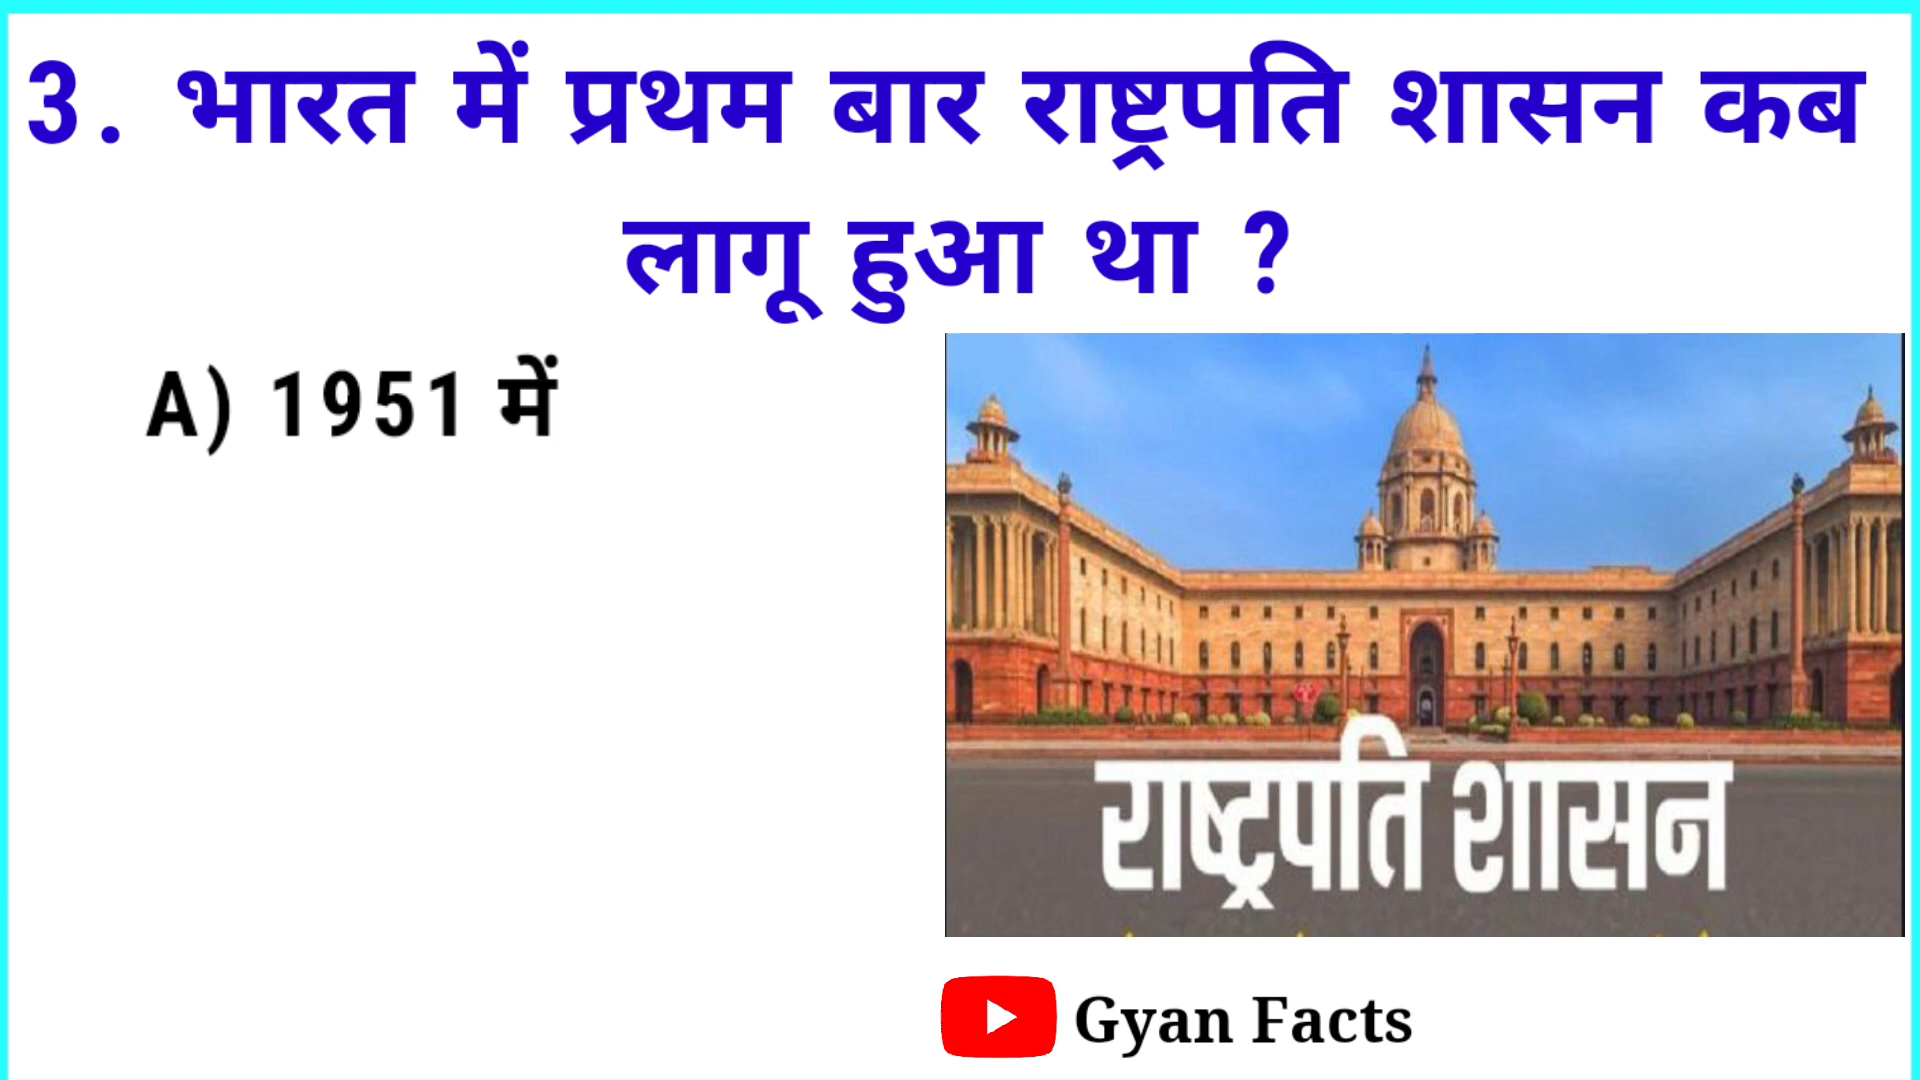 3. भारत में प्रथम बार राष्ट्रपति शासन कब
लागू हुआ था ?
A) 1951 में
राष्ट्रपति शासन
Gyan Facts